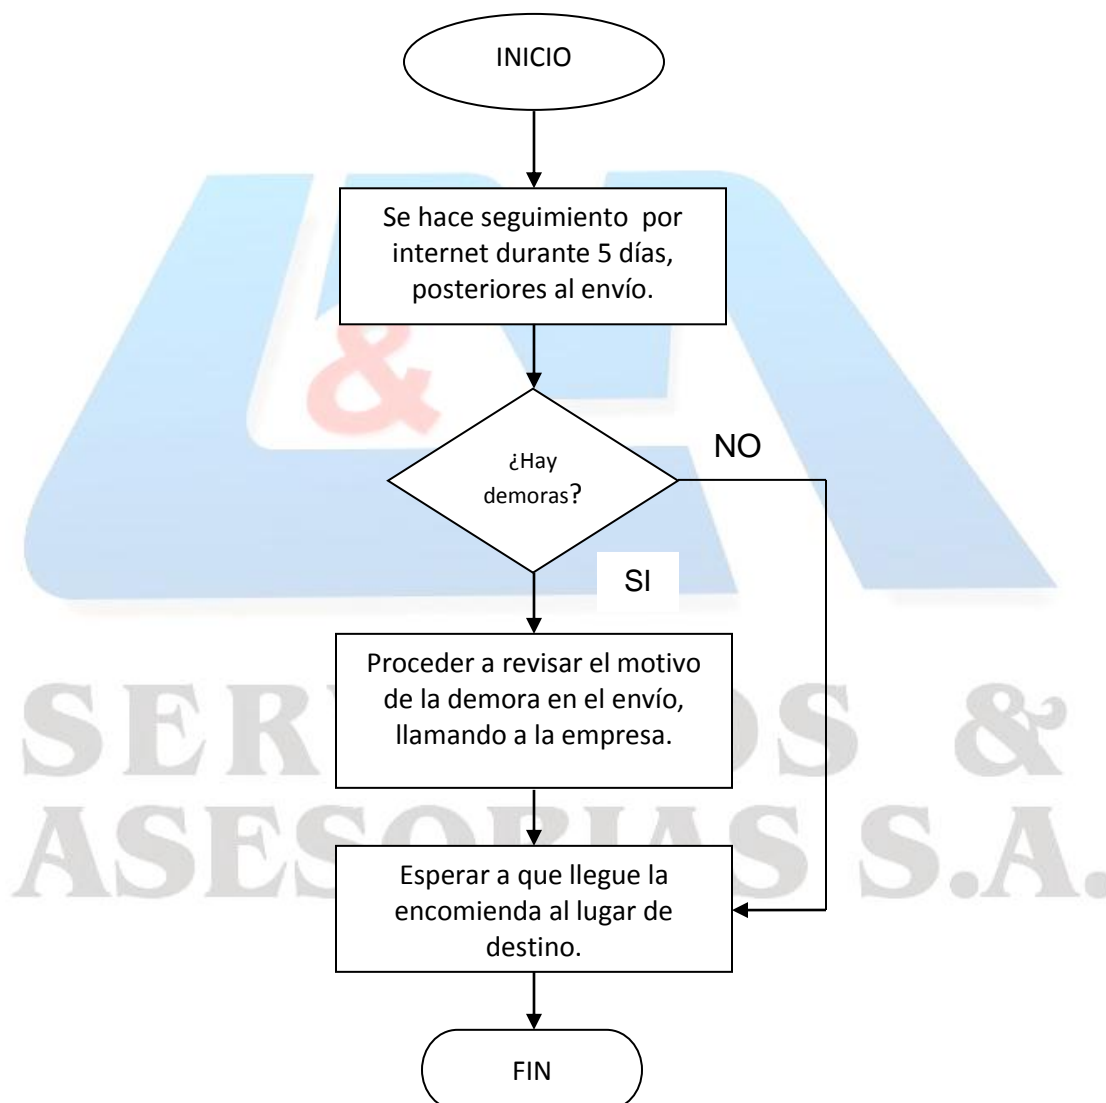 INICIO
Se hace seguimiento por
internet durante 5 días,
posteriores al envío.
&
¿Hay
demoras?
NO
SI
Proceder a revisar el motivo
de la demora en el envío,
llamando a la empresa.
&
ASESORIAS S.A.
Esperar a que llegue la
encomienda al lugar de
destino.
FIN